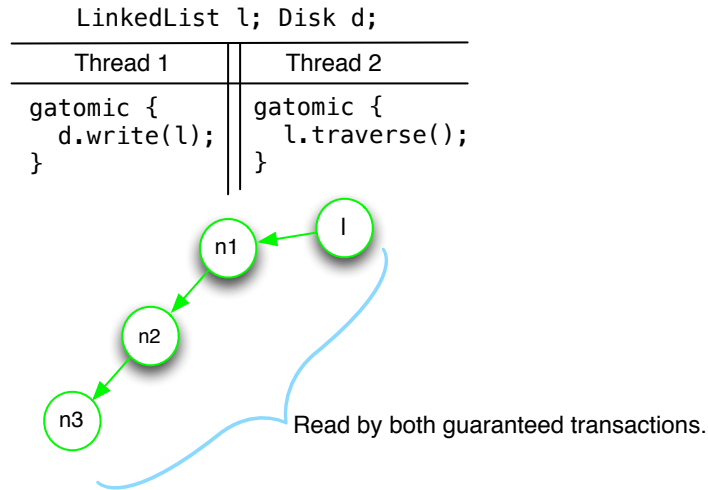 LinkedList l; Disk d;
Thread 1
Thread 2
gatomic {
d.write(l);
}
gatomic {
l.traverse();
}
l
n1
n2
n3
Read by both guaranteed transactions.